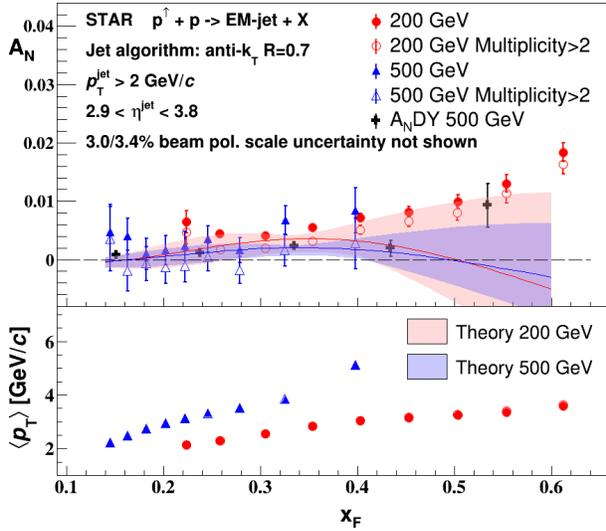 STAR p↑ + p -> EM-jet + X
Jet algorithm: anti-k_T R=0.7
p_T^jet > 2 GeV/c
2.9 < η^jet < 3.8
3.0/3.4% beam pol. scale uncertainty not shown
200 GeV
200 GeV Multiplicity>2
500 GeV
500 GeV Multiplicity>2
A_NDY 500 GeV
A_N
0.04
0.02
0.01
0
Theory 200 GeV
Theory 500 GeV
⟨p_T⟩ [GeV/c]
6
4
2
0.1 0.2 0.3 0.4 0.5 0.6
x_F